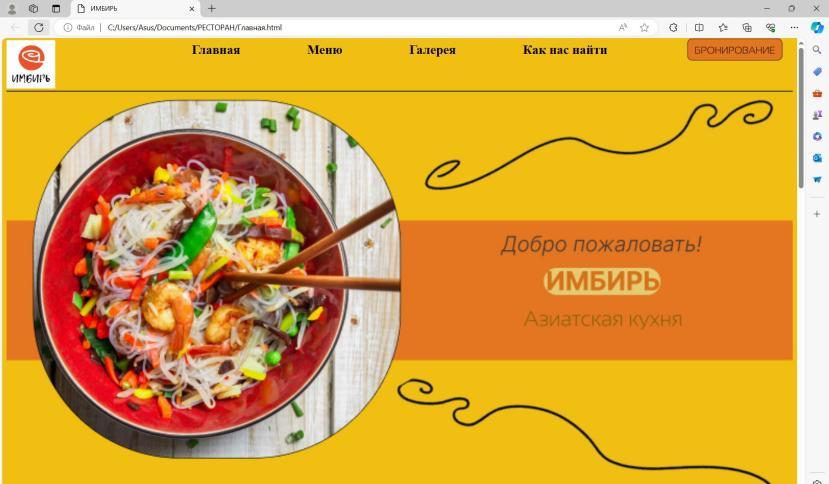 ИМБИРЬ
Файл C:/Users/Asus/Documents/РЕСТОРАН/Главная.html
ИМБИРЬ
Главная Меню Галерея Как нас найти БРОНИРОВАНИЕ
Добро пожаловать!
ИМБИРЬ
Азиатская кухня